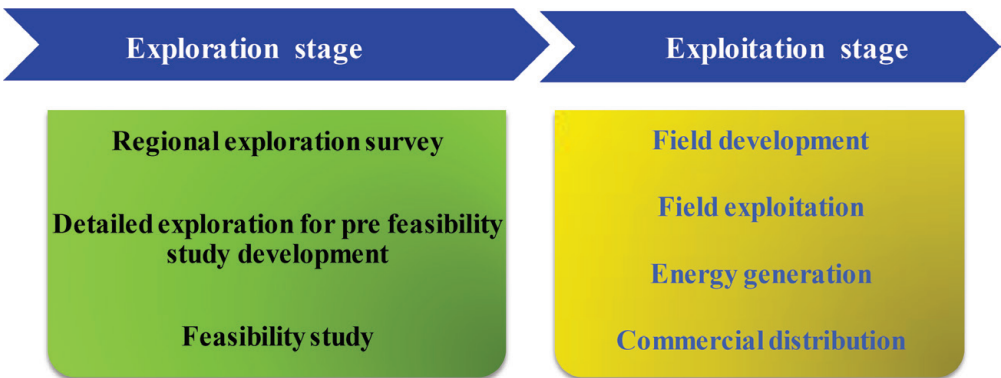 Exploration stage
Exploitation stage
Regional exploration survey
Detailed exploration for pre feasibility
study development
Feasibility study
Field development
Field exploitation
Energy generation
Commercial distribution